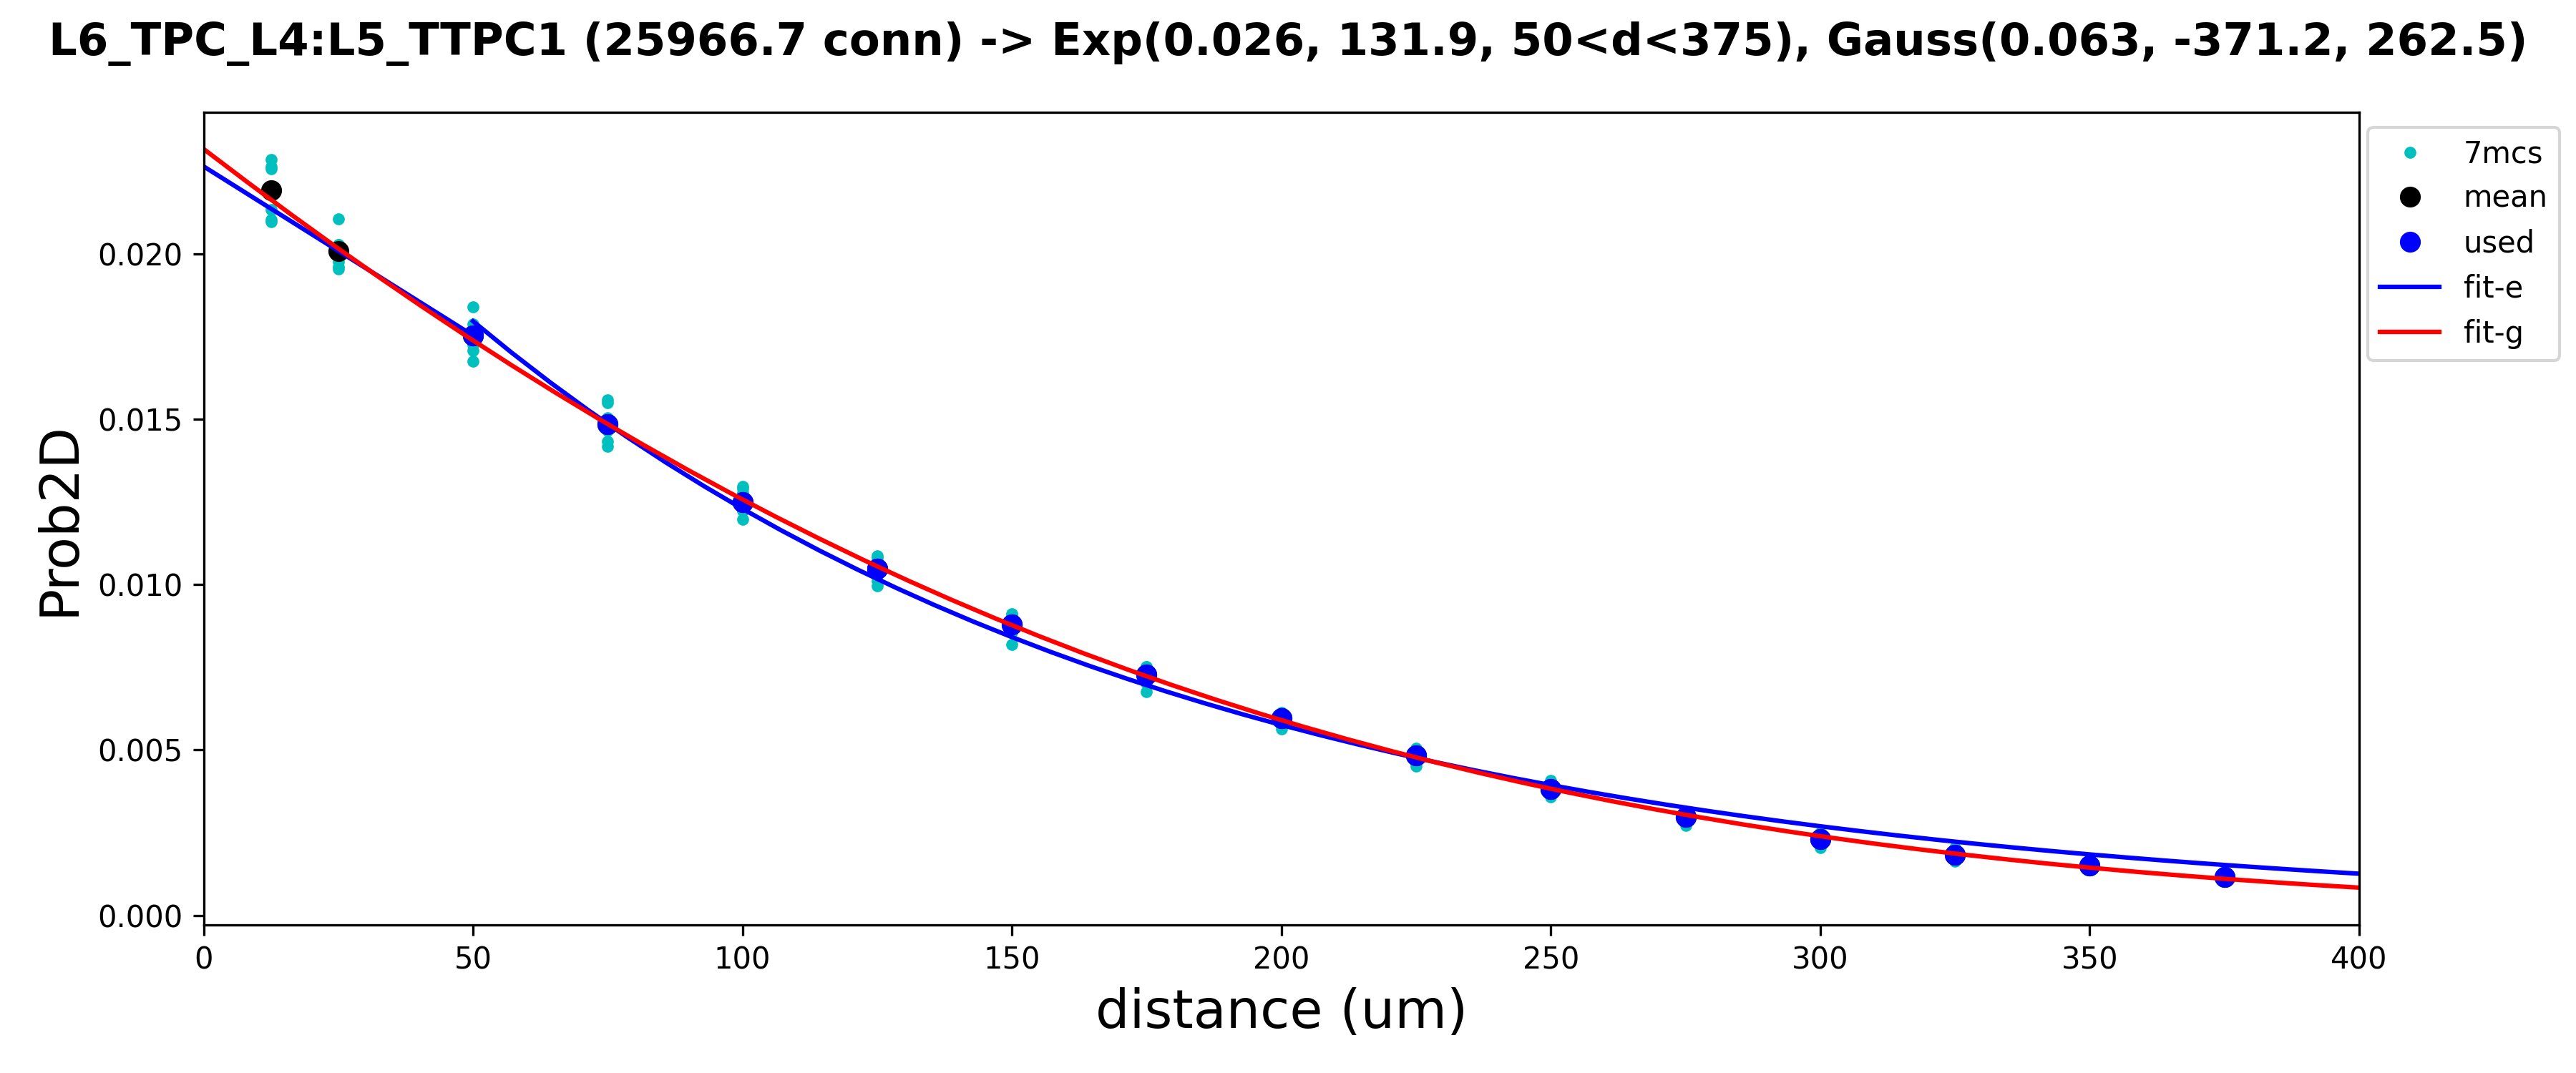 L6_TPC_L4:L5_TTPC1 (25966.7 conn) -> Exp(0.026, 131.9, 50<d<375), Gauss(0.063, -371.2, 262.5)
7mcs
mean
used
fit-e
fit-g
Prob2D
0.020
0.015
0.010
0.005
0.000
0 50 100 150 200 250 300 350 400
distance (um)